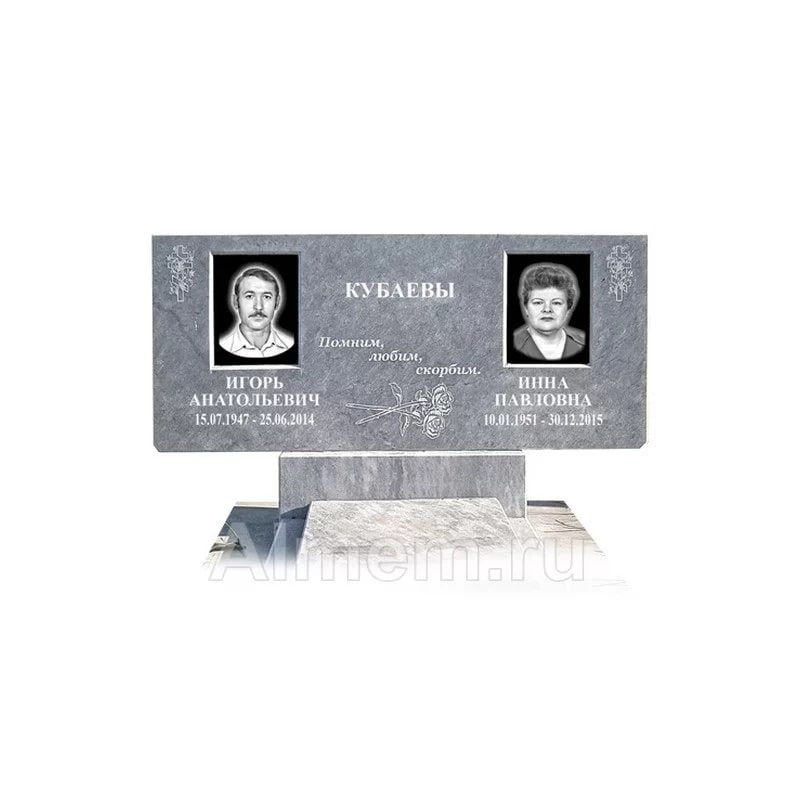 КУБАЕВЫ
Помним,
любим,
скорбим.
ИГОРЬ
АНАТОЛЬЕВИЧ
15.07.1947 - 25.06.2014
ИННА
ПАВЛОВНА
10.01.1951 - 30.12.2015
Almem.ru